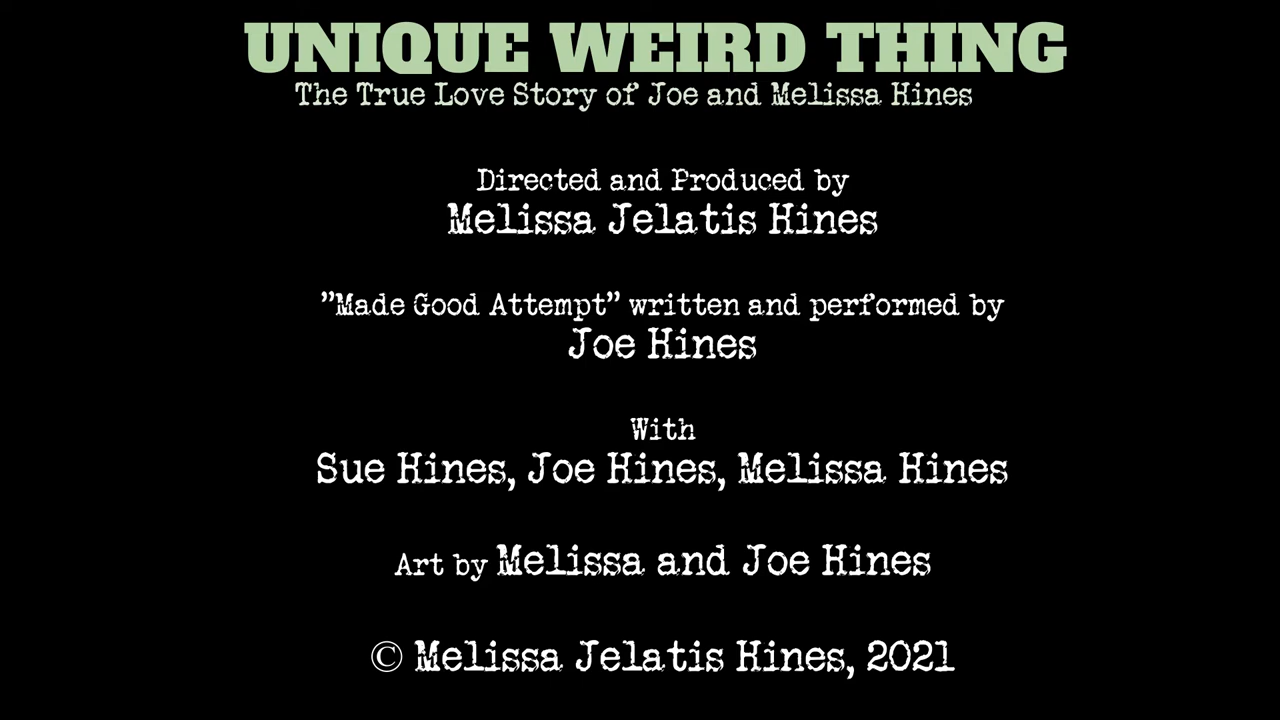 UNIQUE WEIRD THING
The True Love Story of Joe and Melissa Hines
Directed and Produced by
Melissa Jelatis Hines
"Made Good Attempt" written and performed by
Joe Hines
With
Sue Hines, Joe Hines, Melissa Hines
Art by Melissa and Joe Hines
© Melissa Jelatis Hines, 2021